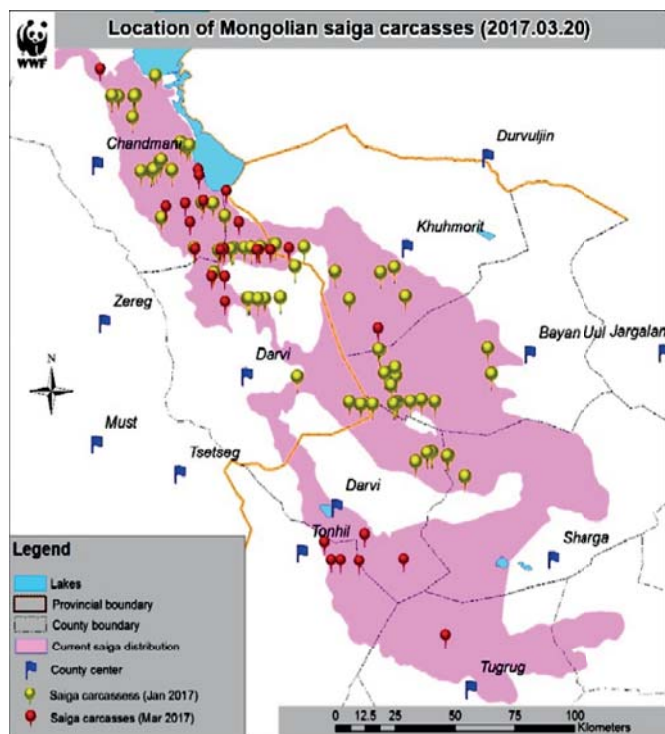 Location of Mongolian saiga carcasses (2017.03.20)
WWF
Durvuljin
Chandmani
Khuhmorit
Zereg
Bayan Uul
Jargalan
Darvi
Must
Tsetseg
Darvi
Tonhil
Sharga
Tugrug
N
Legend
Lakes
Provincial boundary
County boundary
Current saiga distribution
County center
Saiga carcassess (Jan 2017)
Saiga carcasses (Mar 2017)
0 12.5 25 50 75 100
Kilometers